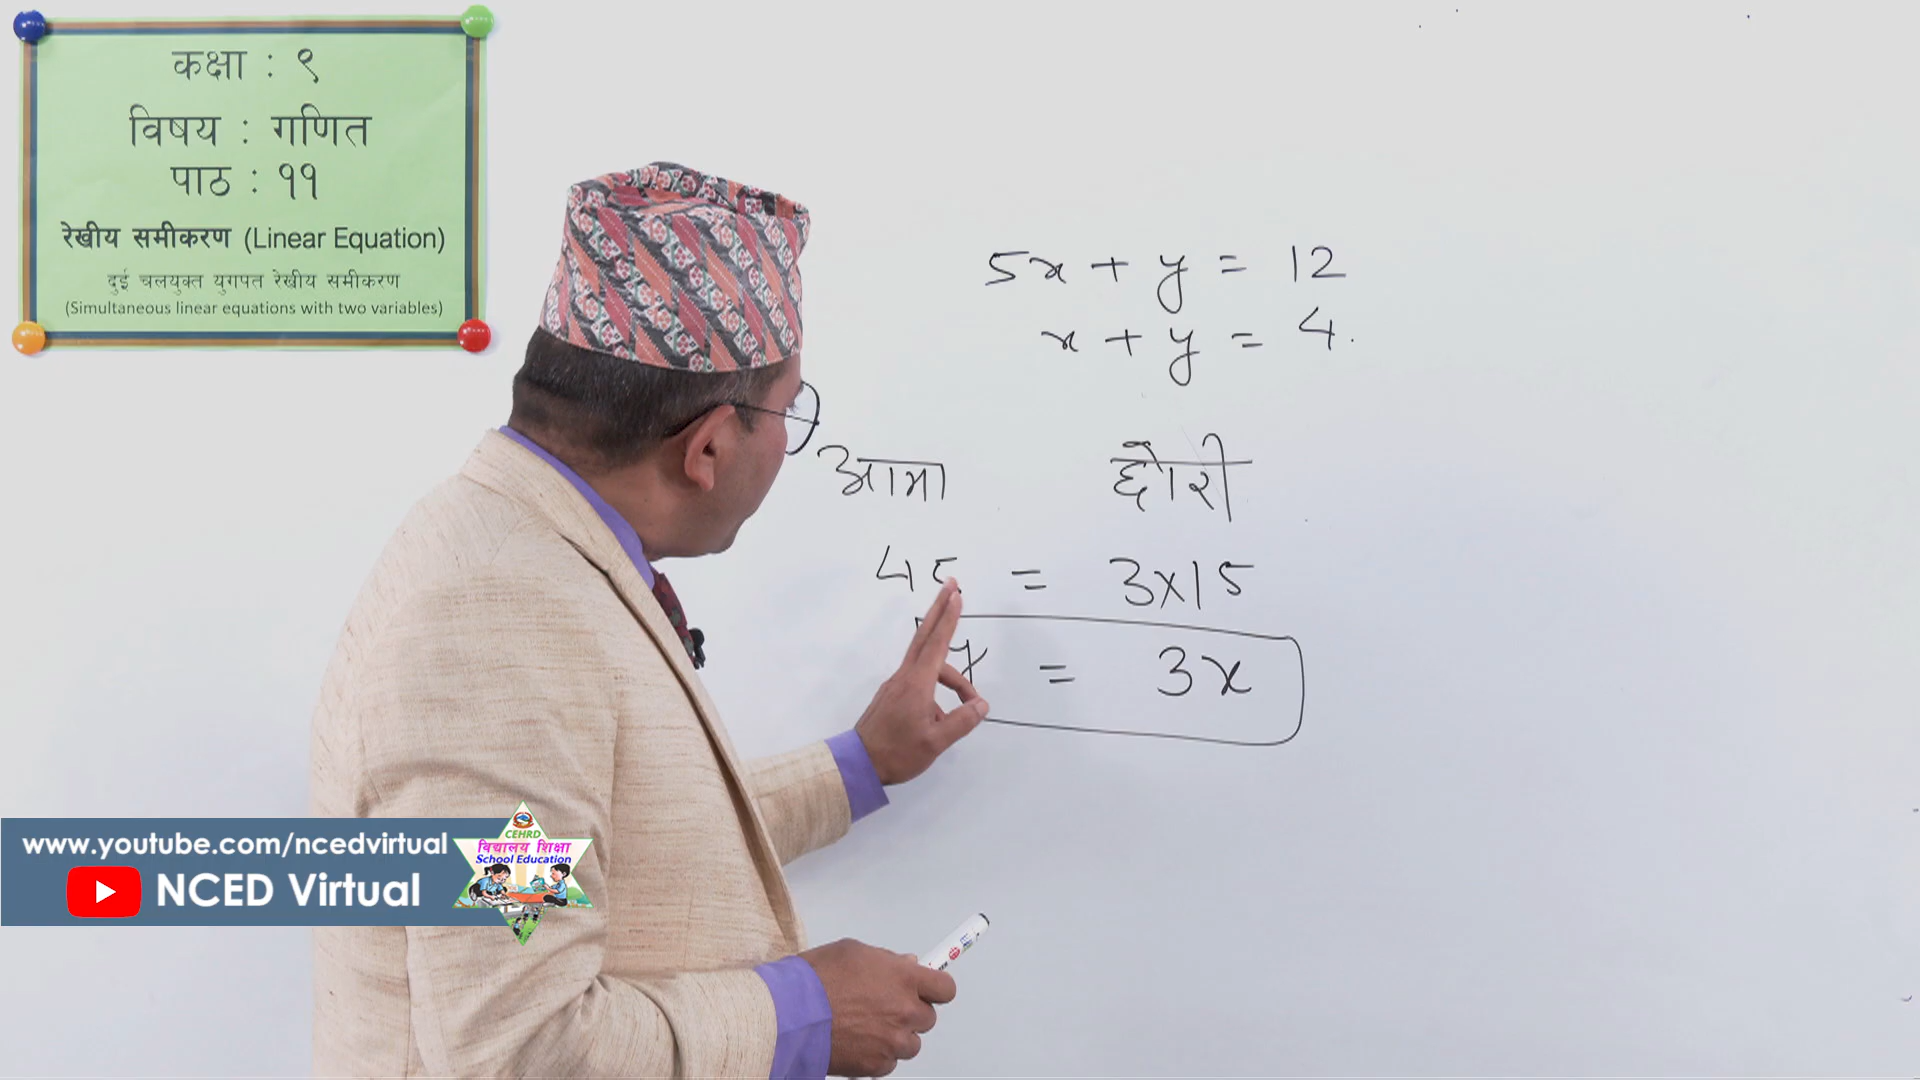 कक्षा : ९
विषय : गणित
पाठ : ११
रेखीय समीकरण (Linear Equation)
दुई चलयुक्त युगपत रेखीय समीकरण
(Simultaneous linear equations with two variables)
5x + y = 12
x + y = 4.
आमा छोरी
45 = 3x15
y = 3x
www.youtube.com/ncedvirtual
NCED Virtual
CEHRD
विद्यालय शिक्षा
School Education